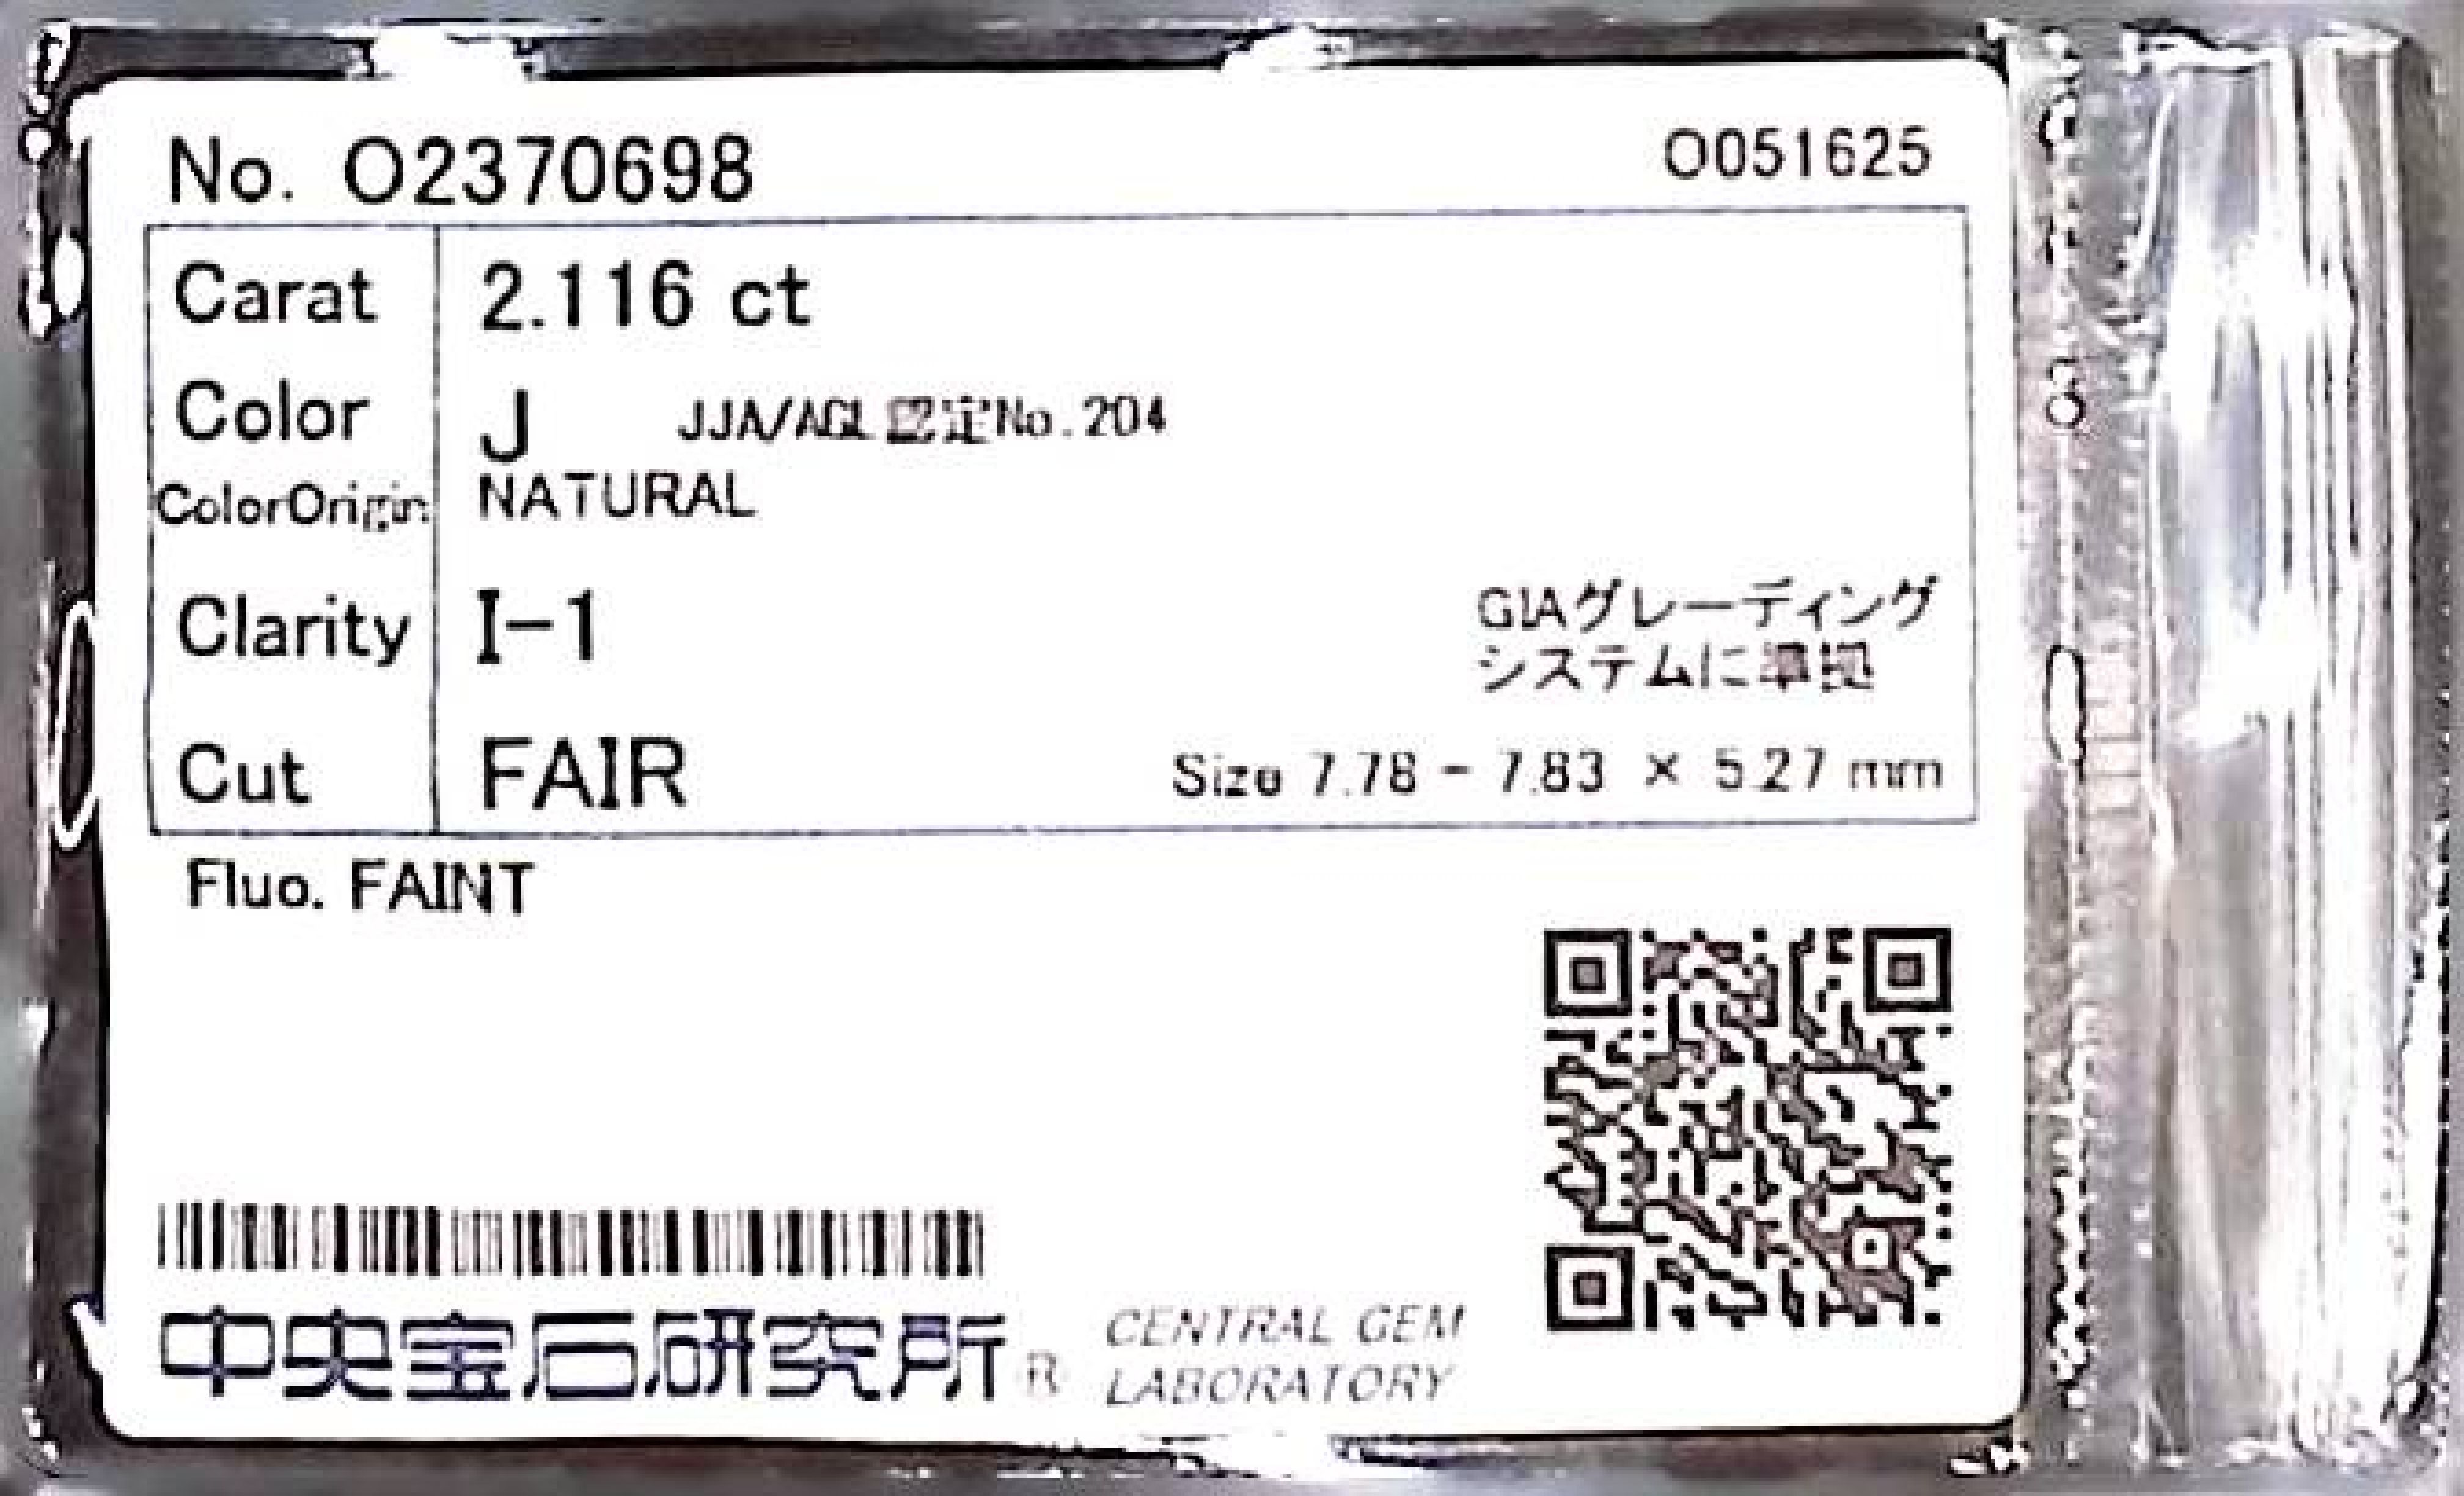 No. O2370698
O051625
Carat 2.116 ct
Color J JJA/AGL認定No.204
ColorOrigin NATURAL
Clarity I-1
GIAグレーディング
システムに準拠
Cut FAIR
Size 7.78 - 7.83 × 5.27 mm
Fluo. FAINT
中央宝石研究所®
CENTRAL GEM
LABORATORY